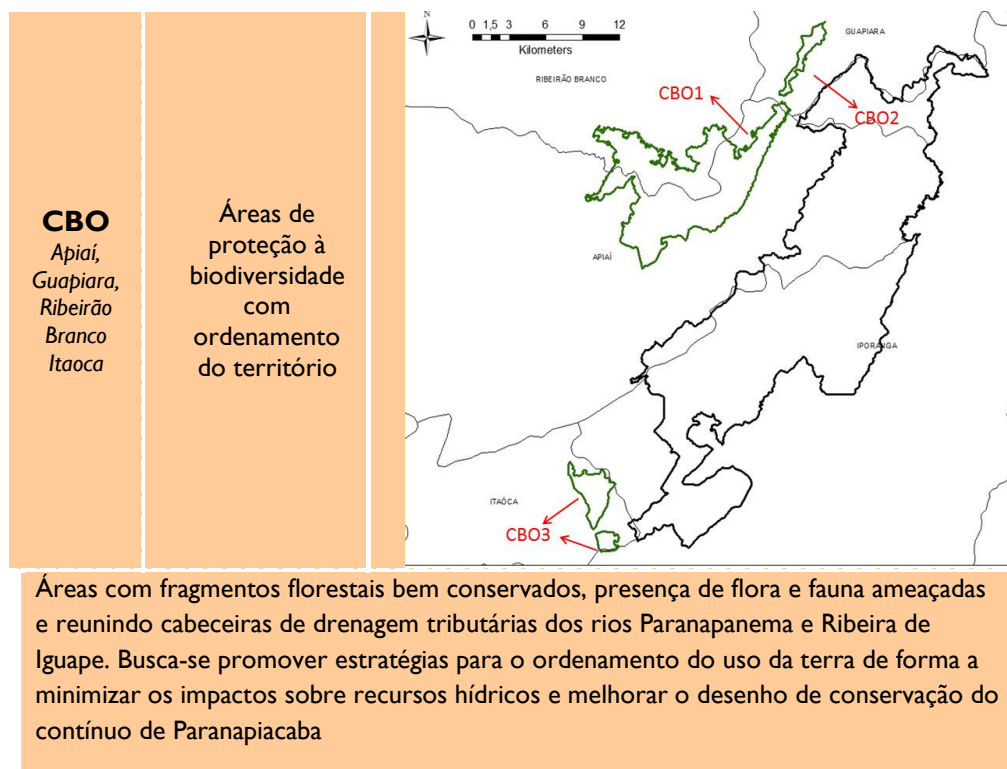 CBO
Apiaí,
Guapiara,
Ribeirão
Branco
Itaoca
Áreas de
proteção à
biodiversidade
com
ordenamento
do território
N
0 1,5 3 6 9 12
Kilometers
GUAPIARA
RIBEIRÃO BRANCO
CBO1
CBO2
APIAÍ
IPORANGA
ITAÓCA
CBO3
Áreas com fragmentos florestais bem conservados, presença de flora e fauna ameaçadas
e reunindo cabeceiras de drenagem tributárias dos rios Paranapanema e Ribeira de
Iguape. Busca-se promover estratégias para o ordenamento do uso da terra de forma a
minimizar os impactos sobre recursos hídricos e melhorar o desenho de conservação do
contínuo de Paranapiacaba